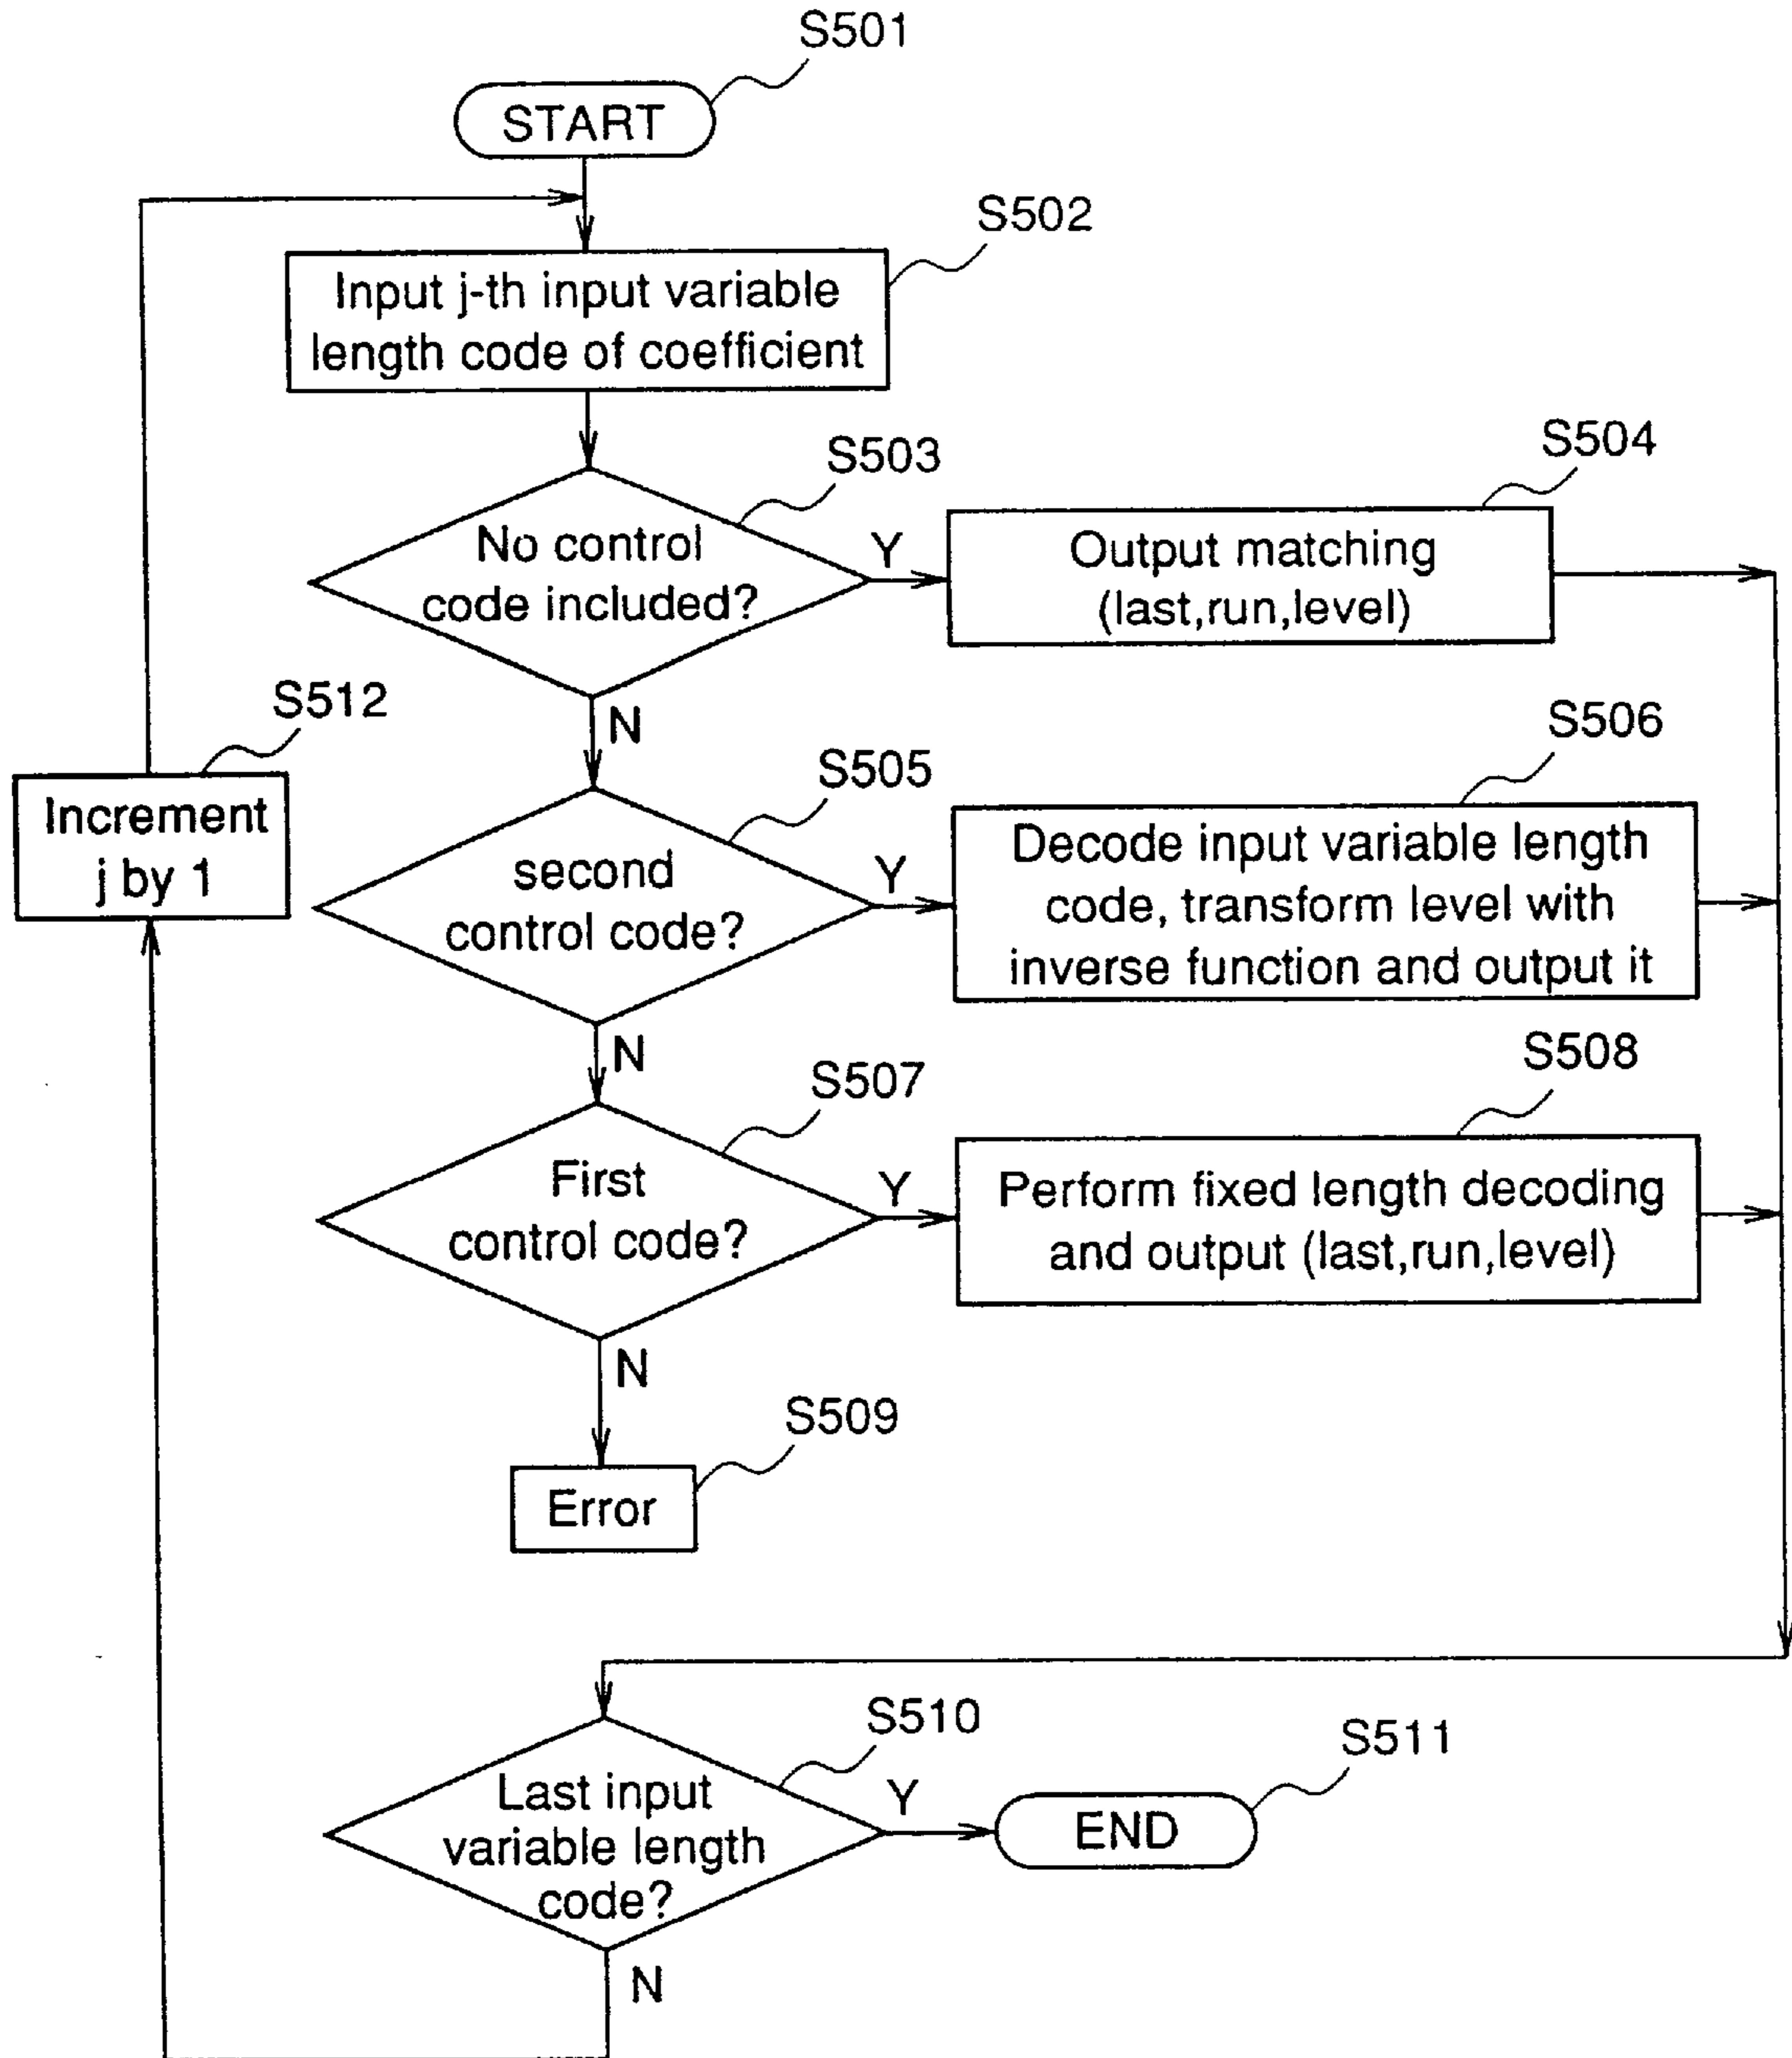 S501
START
S502
Input j-th input variable
length code of coefficient
S503
No control
code included?
Y
N
S504
Output matching
(last,run,level)
S512
Increment
j by 1
S505
second
control code?
Y
N
S506
Decode input variable length
code, transform level with
inverse function and output it
S507
First
control code?
Y
N
S508
Perform fixed length decoding
and output (last,run,level)
S509
Error
S510
Last input
variable length
code?
Y
N
S511
END